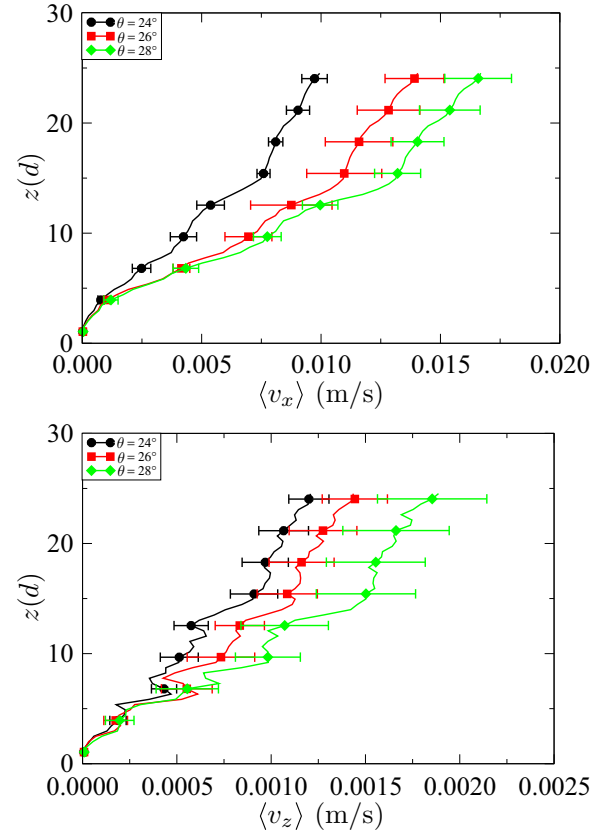 30
θ = 24°
θ = 26°
θ = 28°
20
z(d)
10
0
0.000 0.005 0.010 0.015 0.020
⟨v_x⟩ (m/s)
30
θ = 24°
θ = 26°
θ = 28°
20
z(d)
10
0
0.0000 0.0005 0.0010 0.0015 0.0020 0.0025
⟨v_z⟩ (m/s)